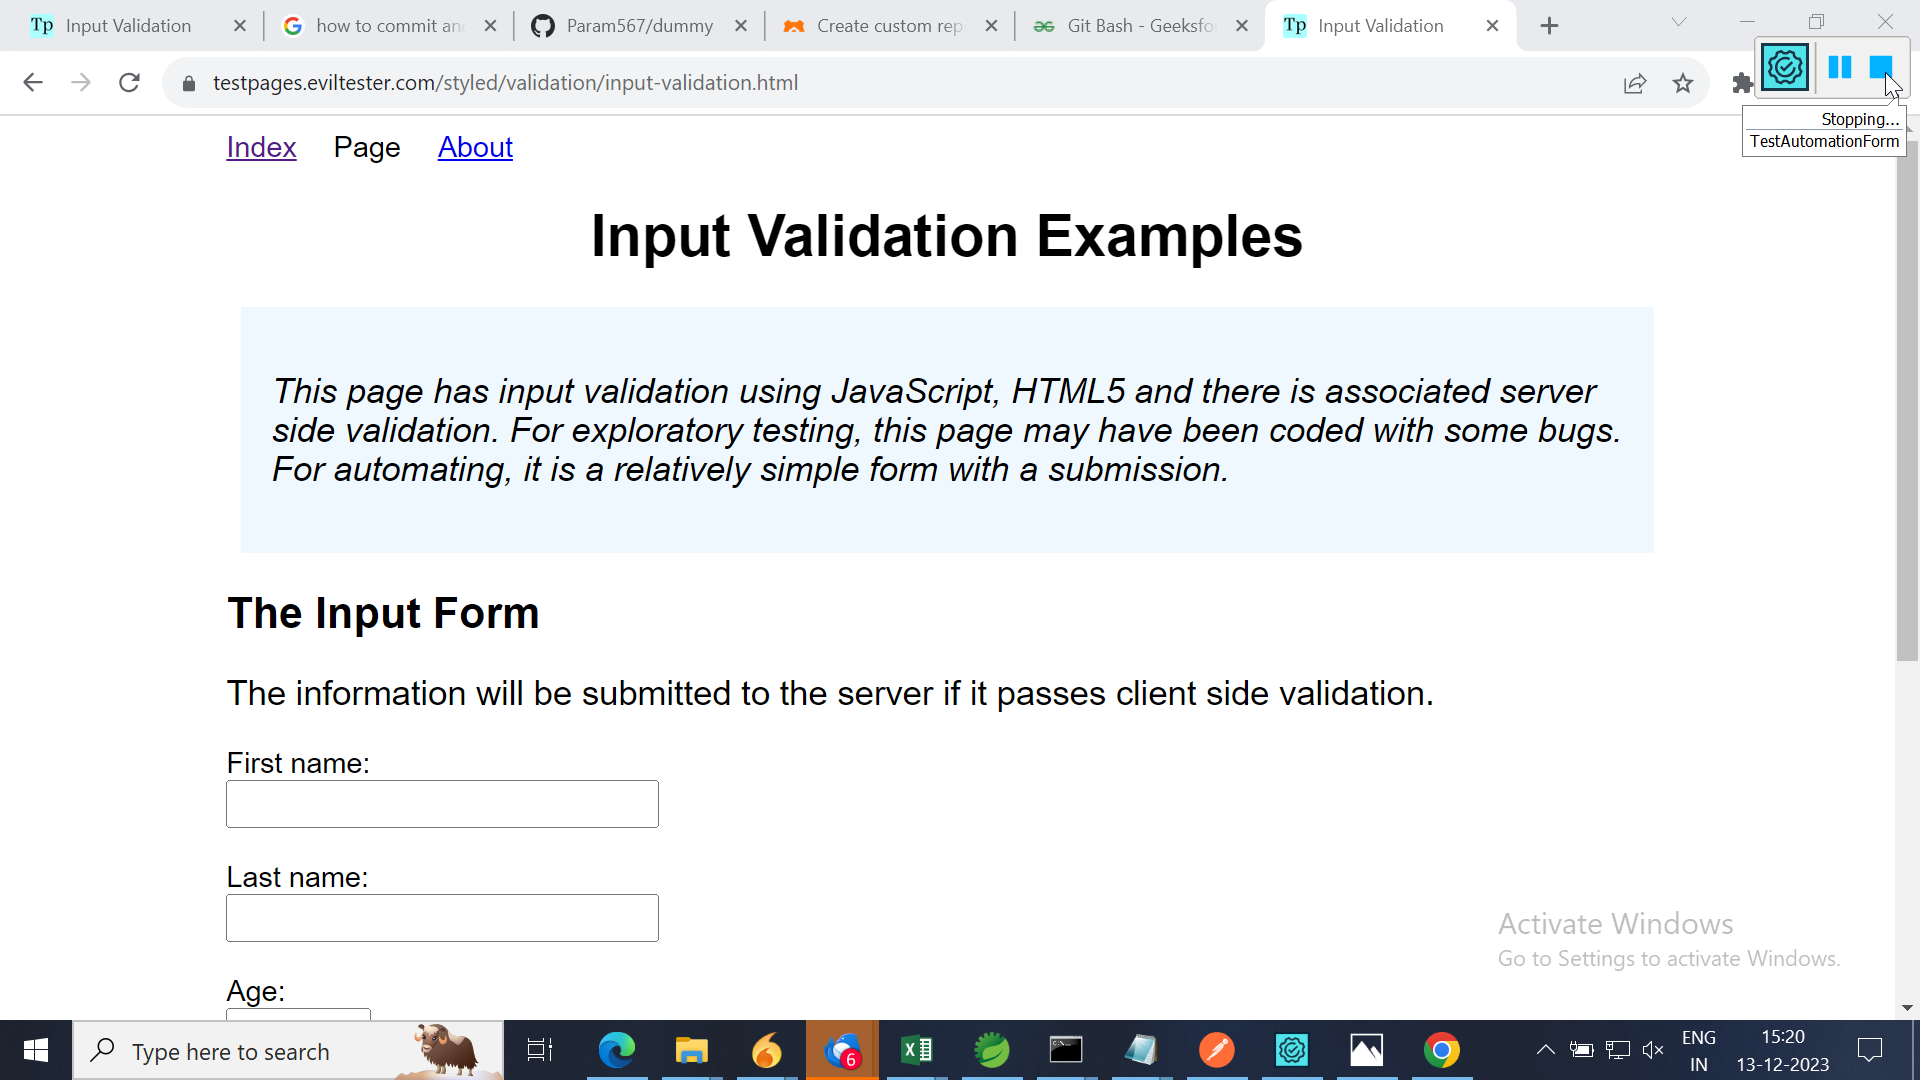 Tp Input Validation
how to commit an
Param567/dummy
Create custom rep
Git Bash - Geeksfo
Tp Input Validation
testpages.eviltester.com/styled/validation/input-validation.html
Stopping...
TestAutomationForm
Index Page About
Input Validation Examples
This page has input validation using JavaScript, HTML5 and there is associated server
side validation. For exploratory testing, this page may have been coded with some bugs.
For automating, it is a relatively simple form with a submission.
The Input Form
The information will be submitted to the server if it passes client side validation.
First name:
Last name:
Age:
Activate Windows
Go to Settings to activate Windows.
Type here to search
6
ENG
IN
15:20
13-12-2023